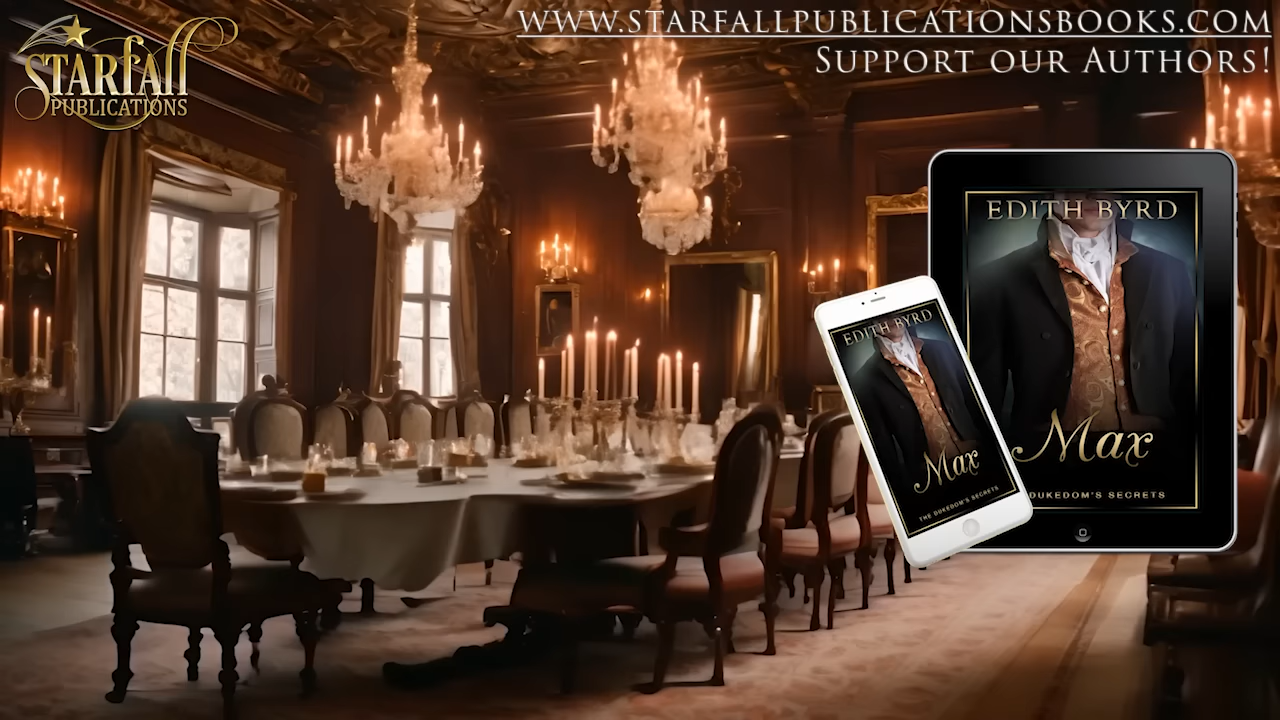 STARfall
PUBLICATIONS
WWW.STARFALLPUBLICATIONSBOOKS.COM
SUPPORT OUR AUTHORS!
EDITH BYRD
Max
DUKEDOM'S SECRETS
EDITH BYRD
Max
THE DUKEDOM'S SECRETS